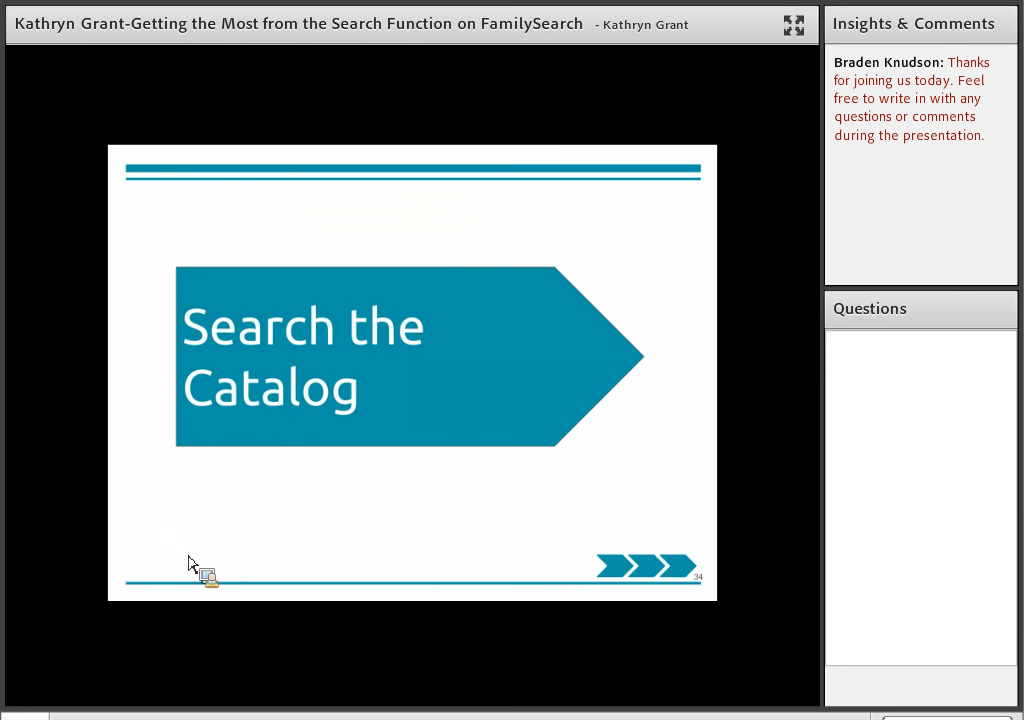 Kathryn Grant-Getting the Most from the Search Function on FamilySearch - Kathryn Grant
Insights & Comments
Braden Knudson: Thanks
for joining us today. Feel
free to write in with any
questions or comments
during the presentation.
Search the
Catalog
34
Questions